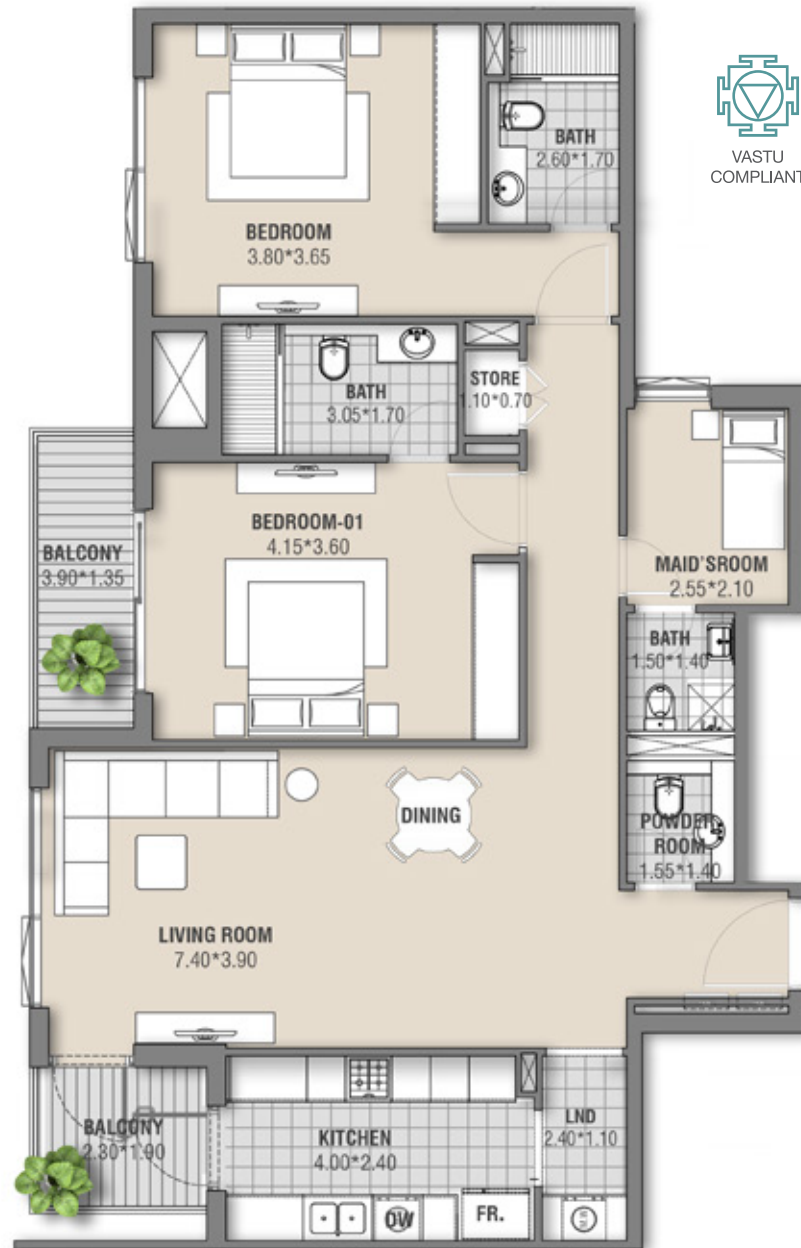 BATH
2.60*1.70
VASTU
COMPLIANT
BEDROOM
3.80*3.65
BATH
3.05*1.70
STORE
1.10*0.70
BEDROOM-01
4.15*3.60
BALCONY
3.90*1.35
MAID'SROOM
2.55*2.10
BATH
1.50*1.40
DINING
POWDER
ROOM
1.55*1.40
LIVING ROOM
7.40*3.90
BALCONY
2.30*1.90
KITCHEN
4.00*2.40
LND
2.40*1.10
DW
FR.
M.W